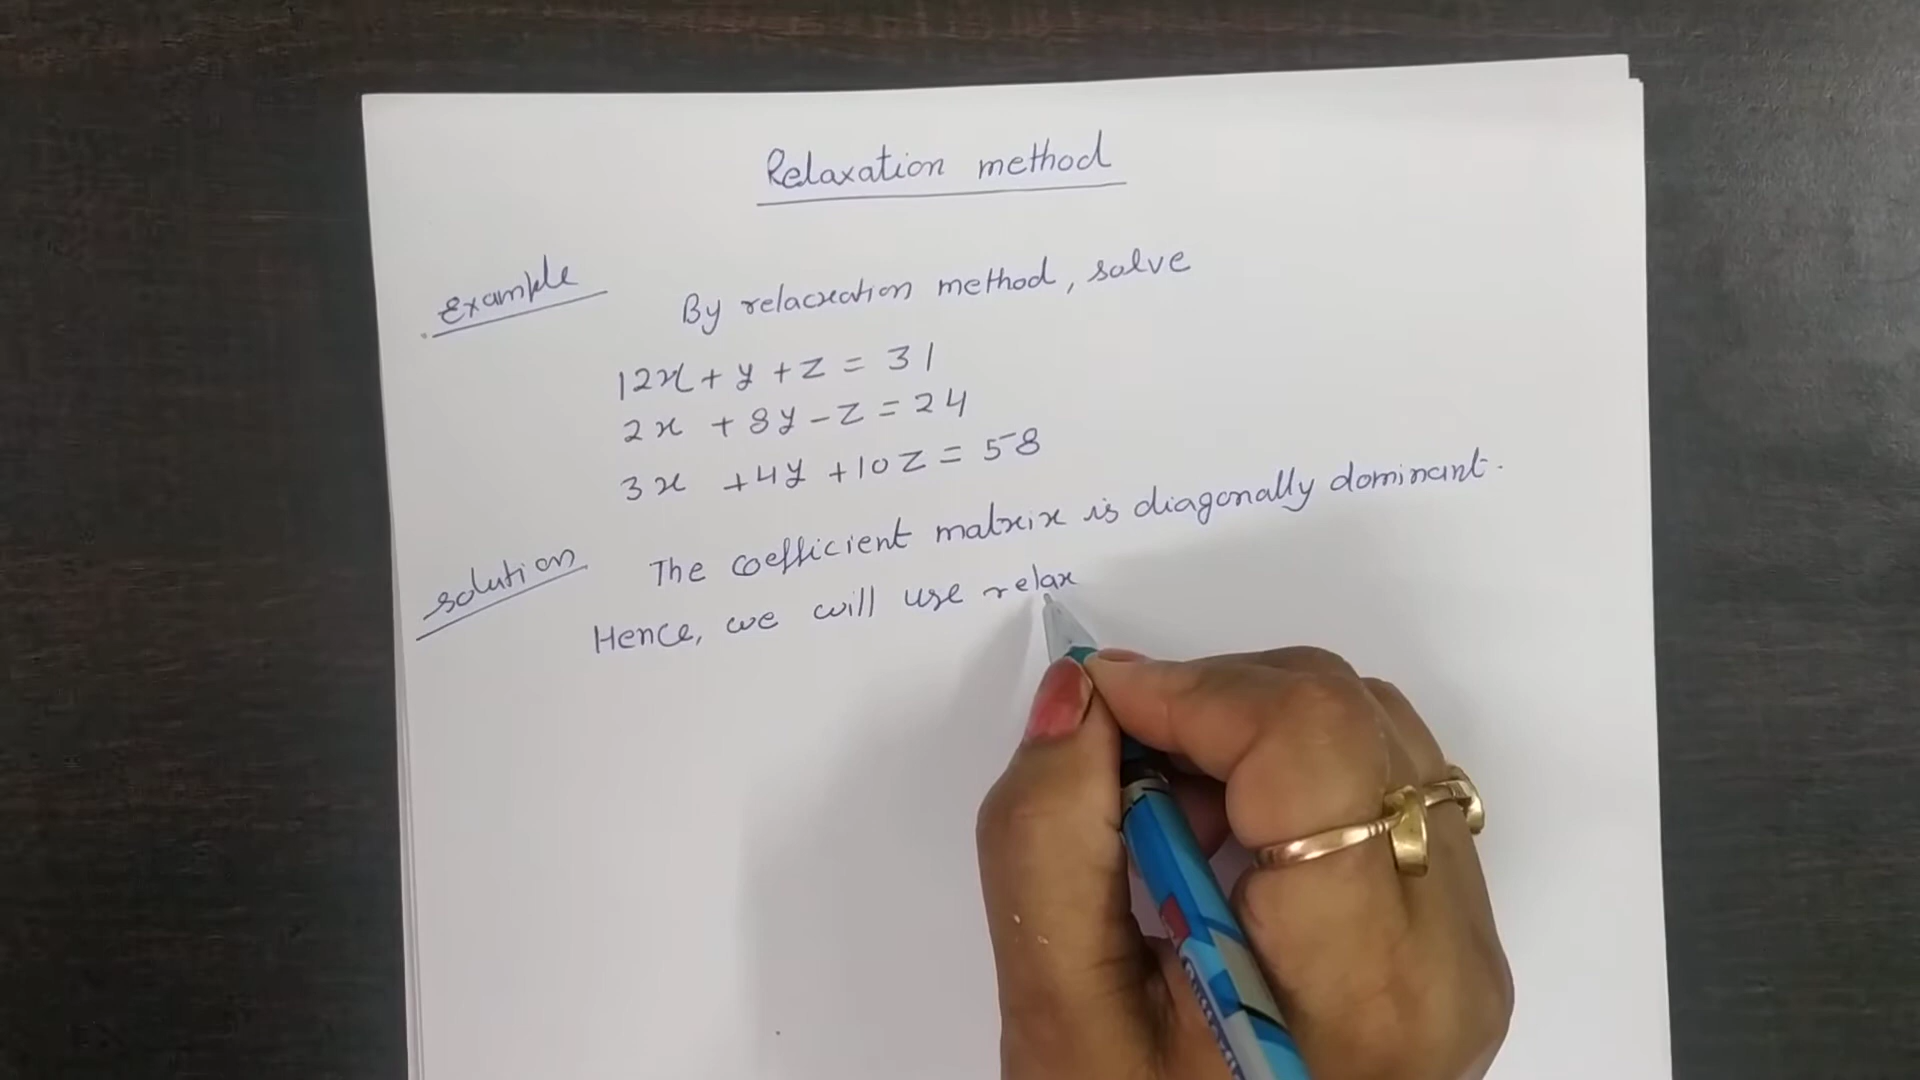 Relaxation method
Example By relaxation method, solve
12x + y + z = 31
2x + 8y - z = 24
3x + 4y + 10z = 58
solution The coefficient matrix is diagonally dominant.
Hence, we will use relax